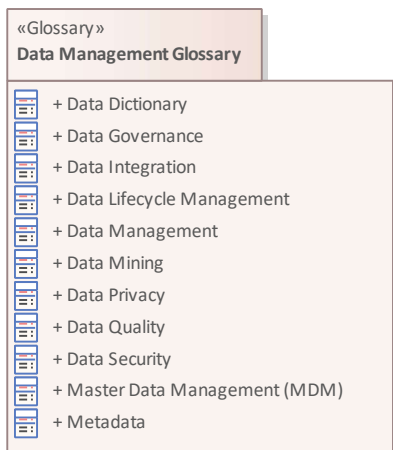 «Glossary»
Data Management Glossary
+ Data Dictionary
+ Data Governance
+ Data Integration
+ Data Lifecycle Management
+ Data Management
+ Data Mining
+ Data Privacy
+ Data Quality
+ Data Security
+ Master Data Management (MDM)
+ Metadata